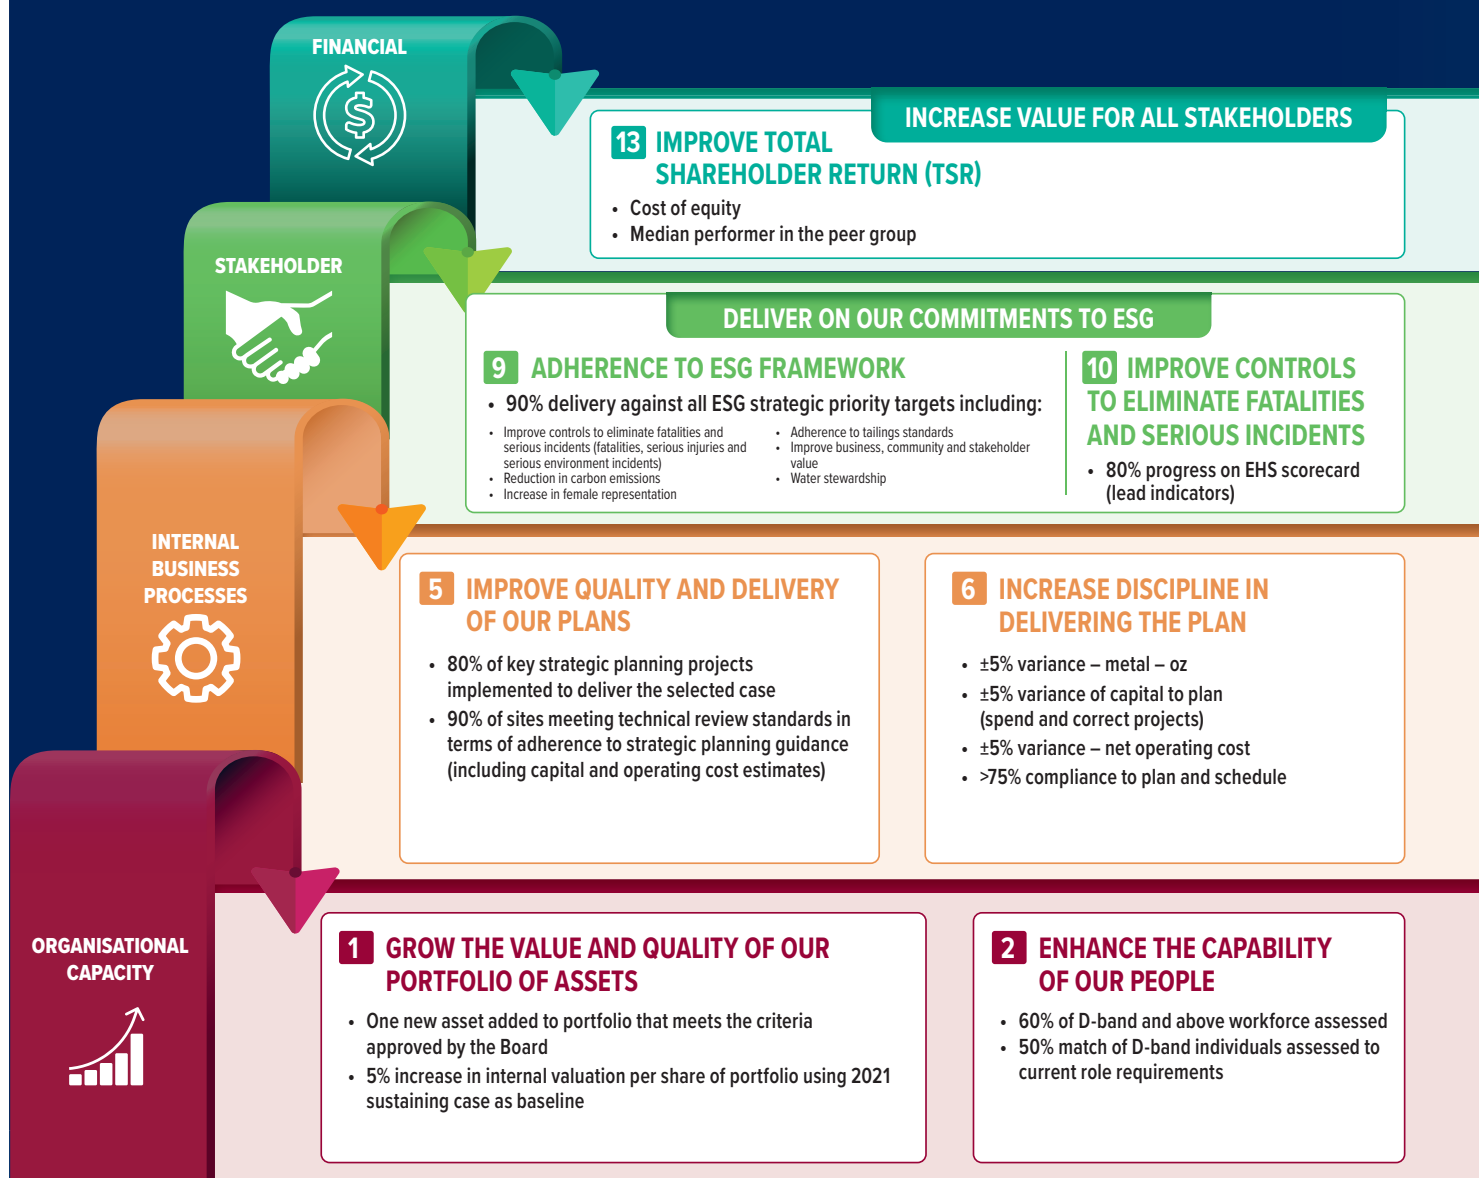 FINANCIAL
INCREASE VALUE FOR ALL STAKEHOLDERS
13 IMPROVE TOTAL
SHAREHOLDER RETURN (TSR)
• Cost of equity
• Median performer in the peer group
STAKEHOLDER
DELIVER ON OUR COMMITMENTS TO ESG
9 ADHERENCE TO ESG FRAMEWORK
• 90% delivery against all ESG strategic priority targets including:
• Improve controls to eliminate fatalities and
serious incidents (fatalities, serious injuries and
serious environment incidents)
• Reduction in carbon emissions
• Increase in female representation
• Adherence to tailings standards
• Improve business, community and stakeholder
value
• Water stewardship
10 IMPROVE CONTROLS
TO ELIMINATE FATALITIES
AND SERIOUS INCIDENTS
• 80% progress on EHS scorecard
(lead indicators)
INTERNAL
BUSINESS
PROCESSES
5 IMPROVE QUALITY AND DELIVERY
OF OUR PLANS
• 80% of key strategic planning projects
implemented to deliver the selected case
• 90% of sites meeting technical review standards in
terms of adherence to strategic planning guidance
(including capital and operating cost estimates)
6 INCREASE DISCIPLINE IN
DELIVERING THE PLAN
• ±5% variance – metal – oz
• ±5% variance of capital to plan
(spend and correct projects)
• ±5% variance – net operating cost
• >75% compliance to plan and schedule
ORGANISATIONAL
CAPACITY
1 GROW THE VALUE AND QUALITY OF OUR
PORTFOLIO OF ASSETS
• One new asset added to portfolio that meets the criteria
approved by the Board
• 5% increase in internal valuation per share of portfolio using 2021
sustaining case as baseline
2 ENHANCE THE CAPABILITY
OF OUR PEOPLE
• 60% of D-band and above workforce assessed
• 50% match of D-band individuals assessed to
current role requirements